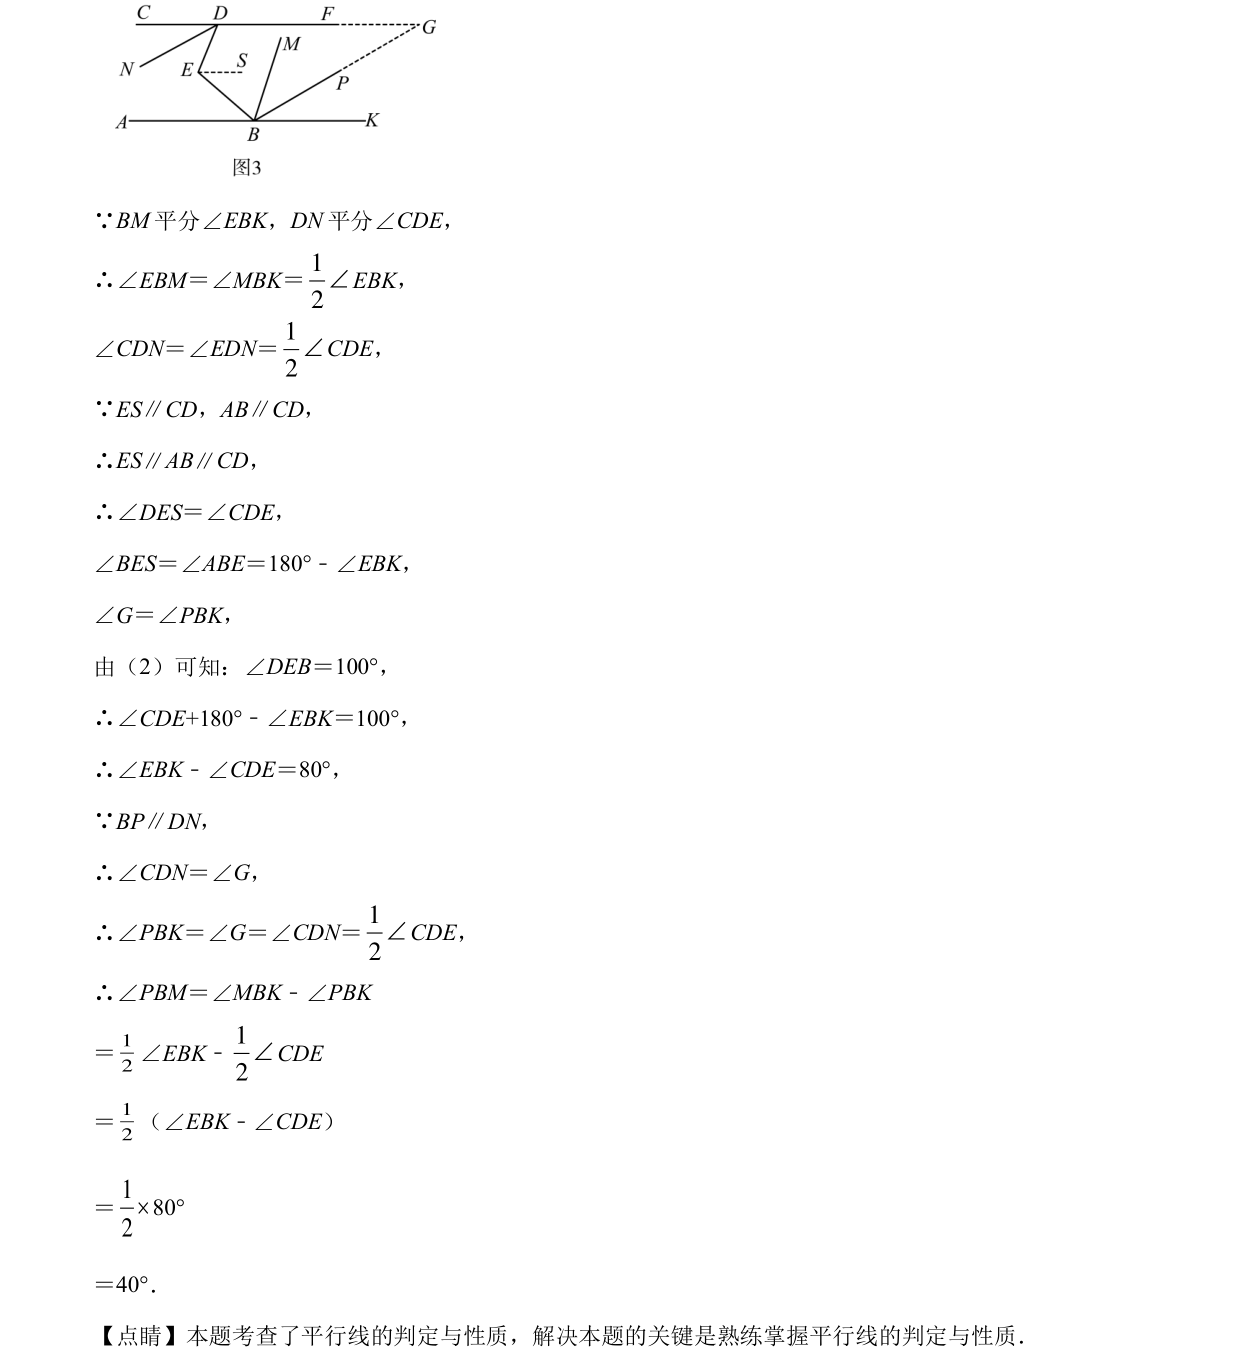 C D F G
M
N E S
P
A B K
图3
∵BM平分∠EBK，DN平分∠CDE，
∴∠EBM＝∠MBK＝1/2∠EBK，
∠CDN＝∠EDN＝1/2∠CDE，
∵ES∥CD，AB∥CD，
∴ES∥AB∥CD，
∴∠DES＝∠CDE，
∠BES＝∠ABE＝180°﹣∠EBK，
∠G＝∠PBK，
由（2）可知：∠DEB＝100°，
∴∠CDE+180°﹣∠EBK＝100°，
∴∠EBK﹣∠CDE＝80°，
∵BP∥DN，
∴∠CDN＝∠G，
∴∠PBK＝∠G＝∠CDN＝1/2∠CDE，
∴∠PBM＝∠MBK﹣∠PBK
＝1/2∠EBK﹣1/2∠CDE
＝1/2（∠EBK﹣∠CDE）
＝1/2×80°
＝40°．
【点睛】本题考查了平行线的判定与性质，解决本题的关键是熟练掌握平行线的判定与性质．